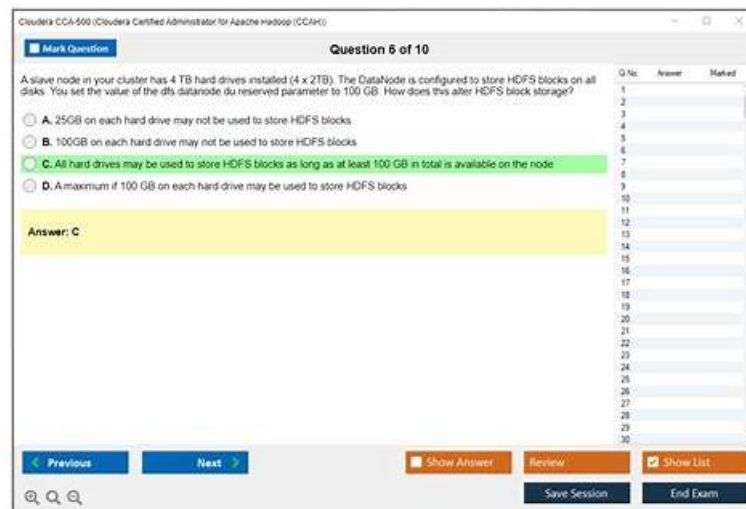 Cloudera CCA-500 (Cloudera Certified Administrator for Apache Hadoop (CCAH))
Mark Question
Question 6 of 10
A slave node in your cluster has 4 TB hard drives installed (4 x 2TB). The DataNode is configured to store HDFS blocks on all
disks. You set the value of the dfs datanode du reserved parameter to 100 GB. How does this alter HDFS block storage?
A. 25GB on each hard drive may not be used to store HDFS blocks
B. 100GB on each hard drive may not be used to store HDFS blocks
C. All hard drives may be used to store HDFS blocks as long as at least 100 GB in total is available on the node
D. A maximum if 100 GB on each hard drive may be used to store HDFS blocks
Answer: C
Q.No. Answer Marked
1
2
3
4
5
6
7
8
9
10
11
12
13
14
15
16
17
18
19
20
21
22
23
24
25
26
27
28
29
30
Previous
Next
Show Answer
Review
Show List
Save Session
End Exam